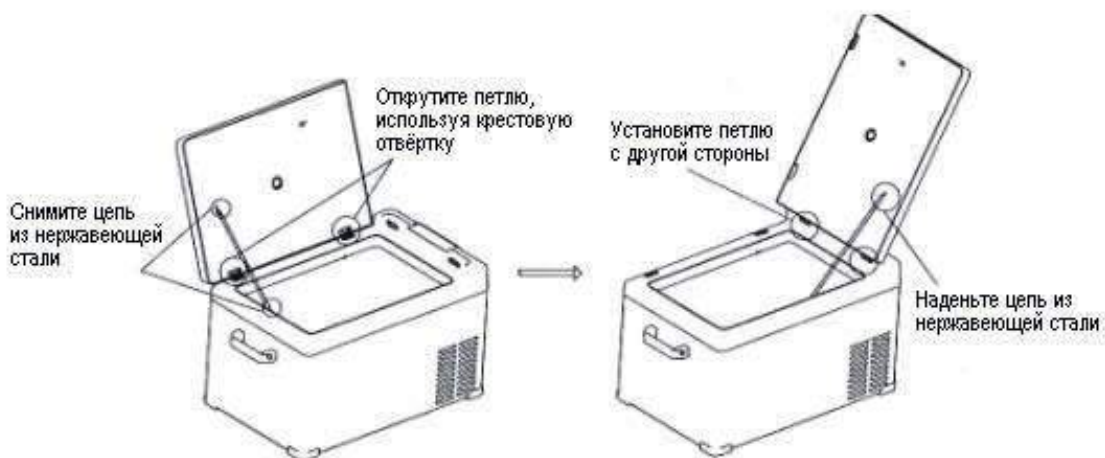 Открутите петлю,
используя крестовую
отвёртку
Снимите цепь
из нержавеющей
стали
Установите петлю
с другой стороны
Наденьте цепь из
нержавеющей стали